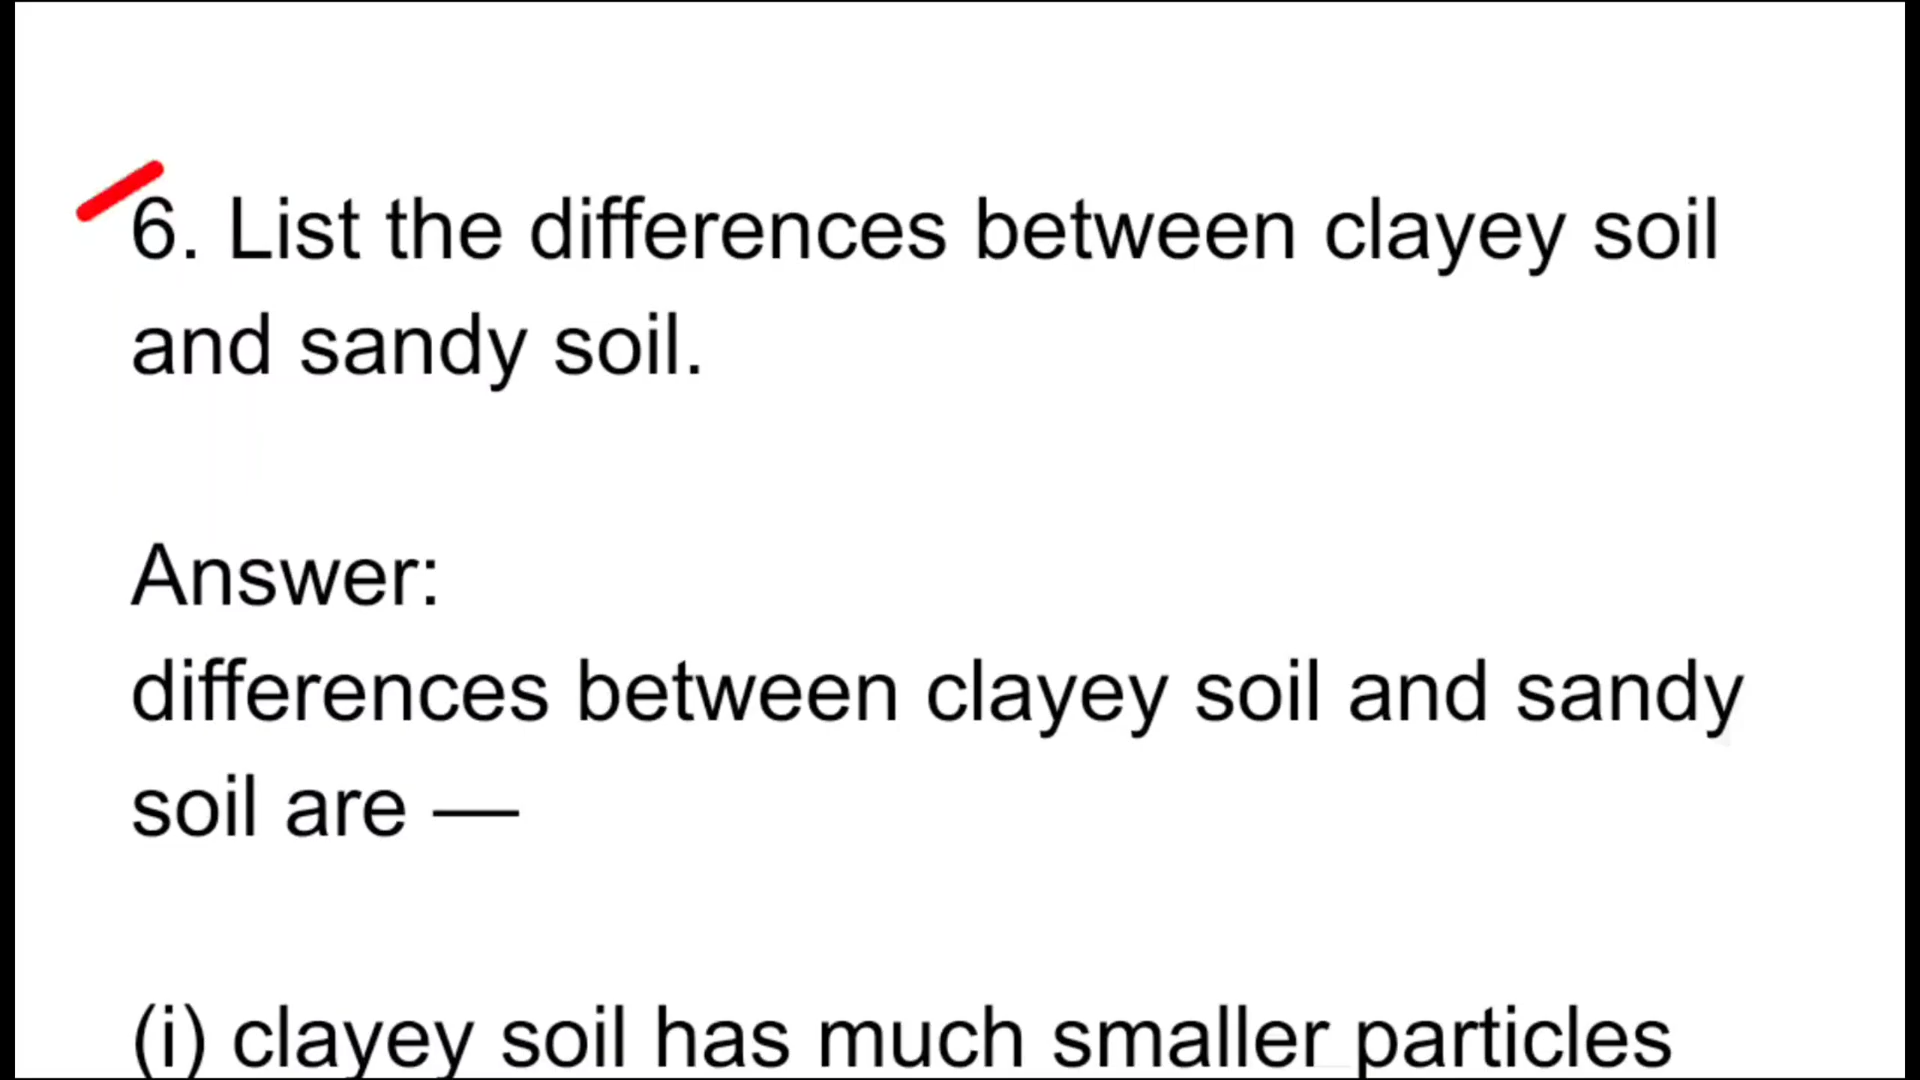 6. List the differences between clayey soil
and sandy soil.
Answer:
differences between clayey soil and sandy
soil are —
(i) clayey soil has much smaller particles